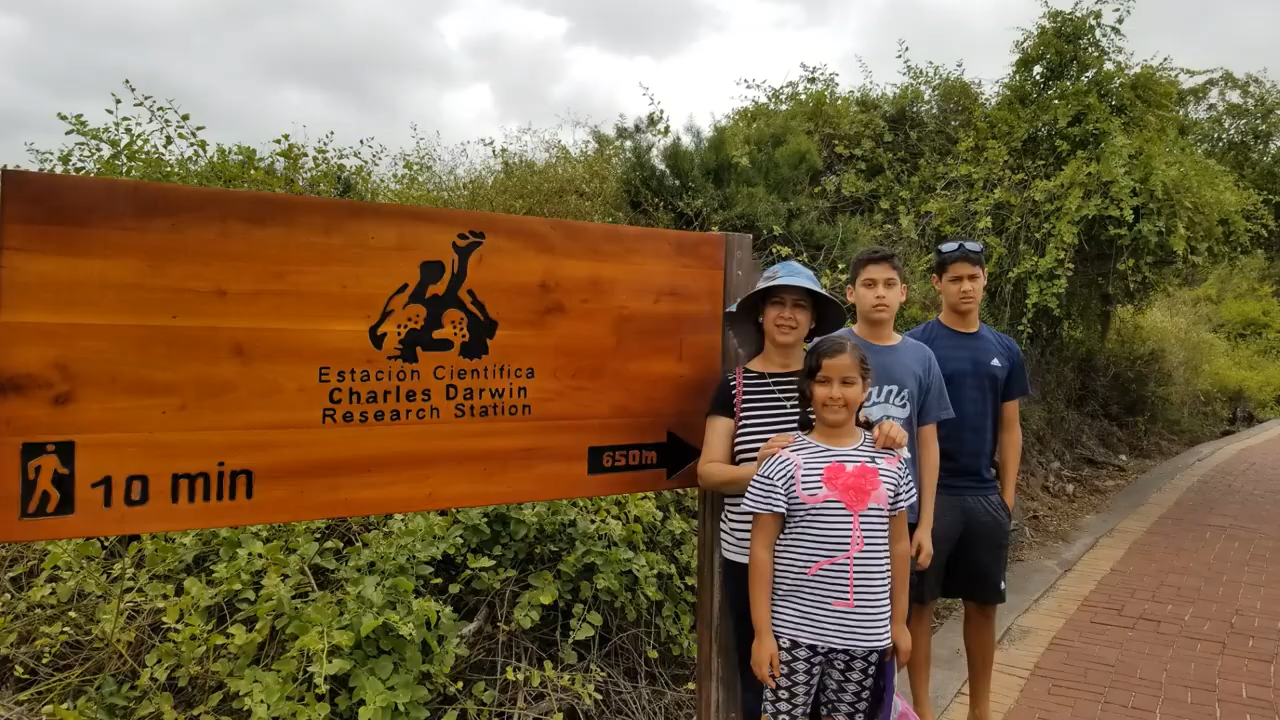 Estación Científica
Charles Darwin
Research Station
10 min
650m